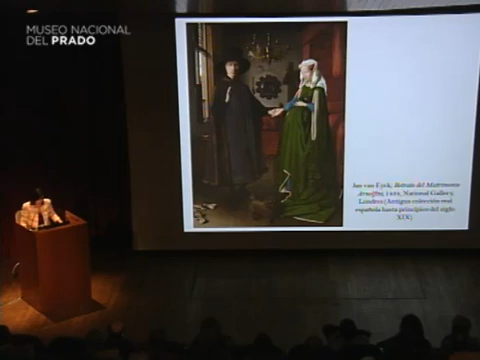 MUSEO NACIONAL
DEL PRADO
Jan van Eyck, Retrato del Matrimonio
Arnolfini, National Gallery,
Londres (Antigua colección real
española hasta principios del siglo
XIX)